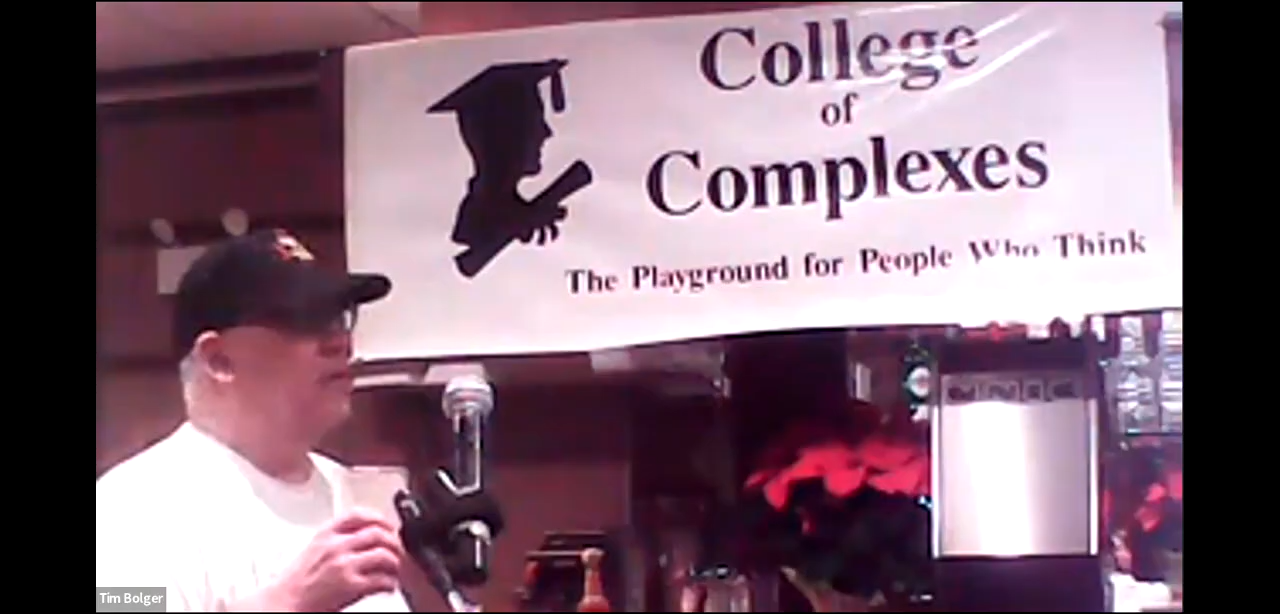 College
of
Complexes
The Playground for People Who Think
Tim Bolger